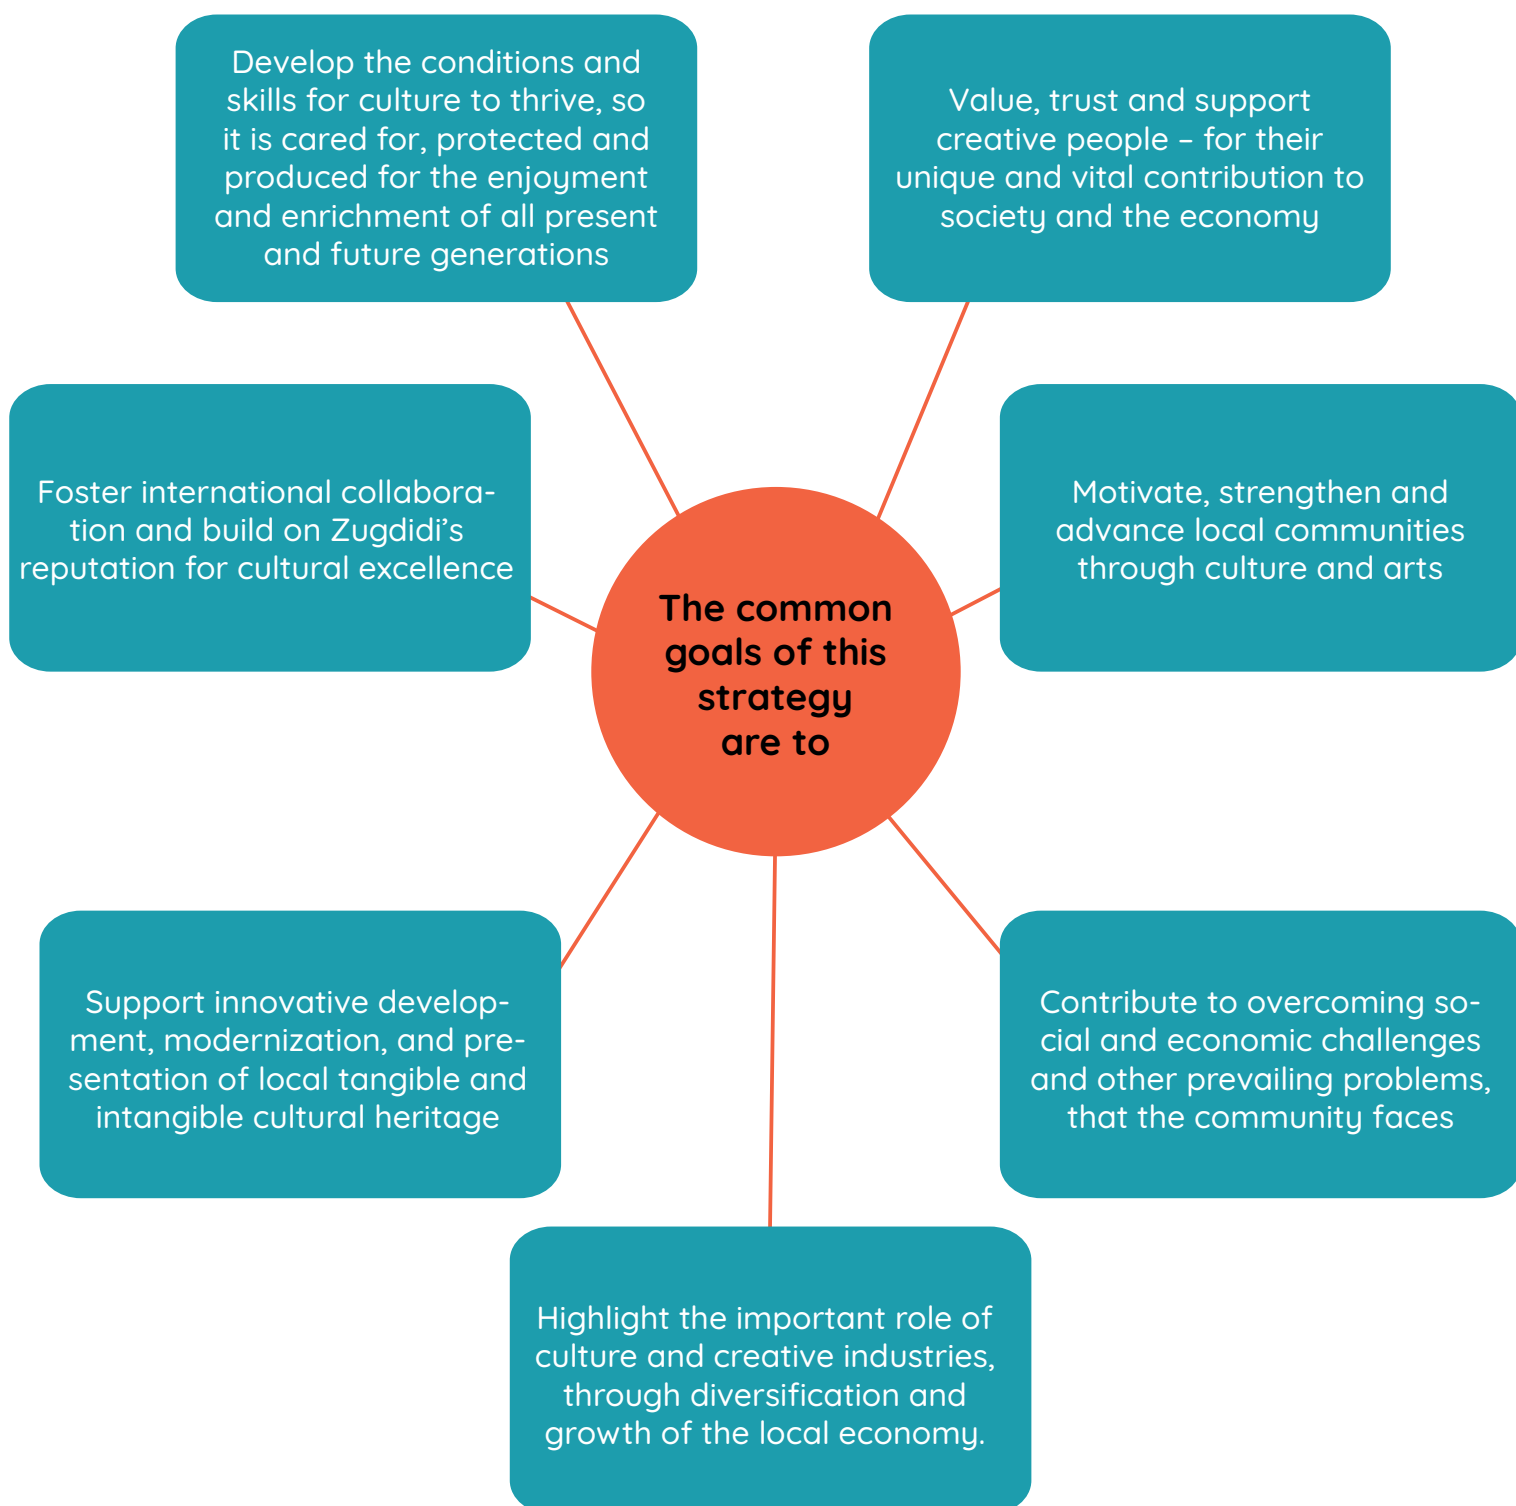 Develop the conditions and
skills for culture to thrive, so
it is cared for, protected and
produced for the enjoyment
and enrichment of all present
and future generations
Value, trust and support
creative people – for their
unique and vital contribution to
society and the economy
Foster international collabora-
tion and build on Zugdidi’s
reputation for cultural excellence
Motivate, strengthen and
advance local communities
through culture and arts
The common
goals of this
strategy
are to
Support innovative develop-
ment, modernization, and pre-
sentation of local tangible and
intangible cultural heritage
Contribute to overcoming so-
cial and economic challenges
and other prevailing problems,
that the community faces
Highlight the important role of
culture and creative industries,
through diversification and
growth of the local economy.